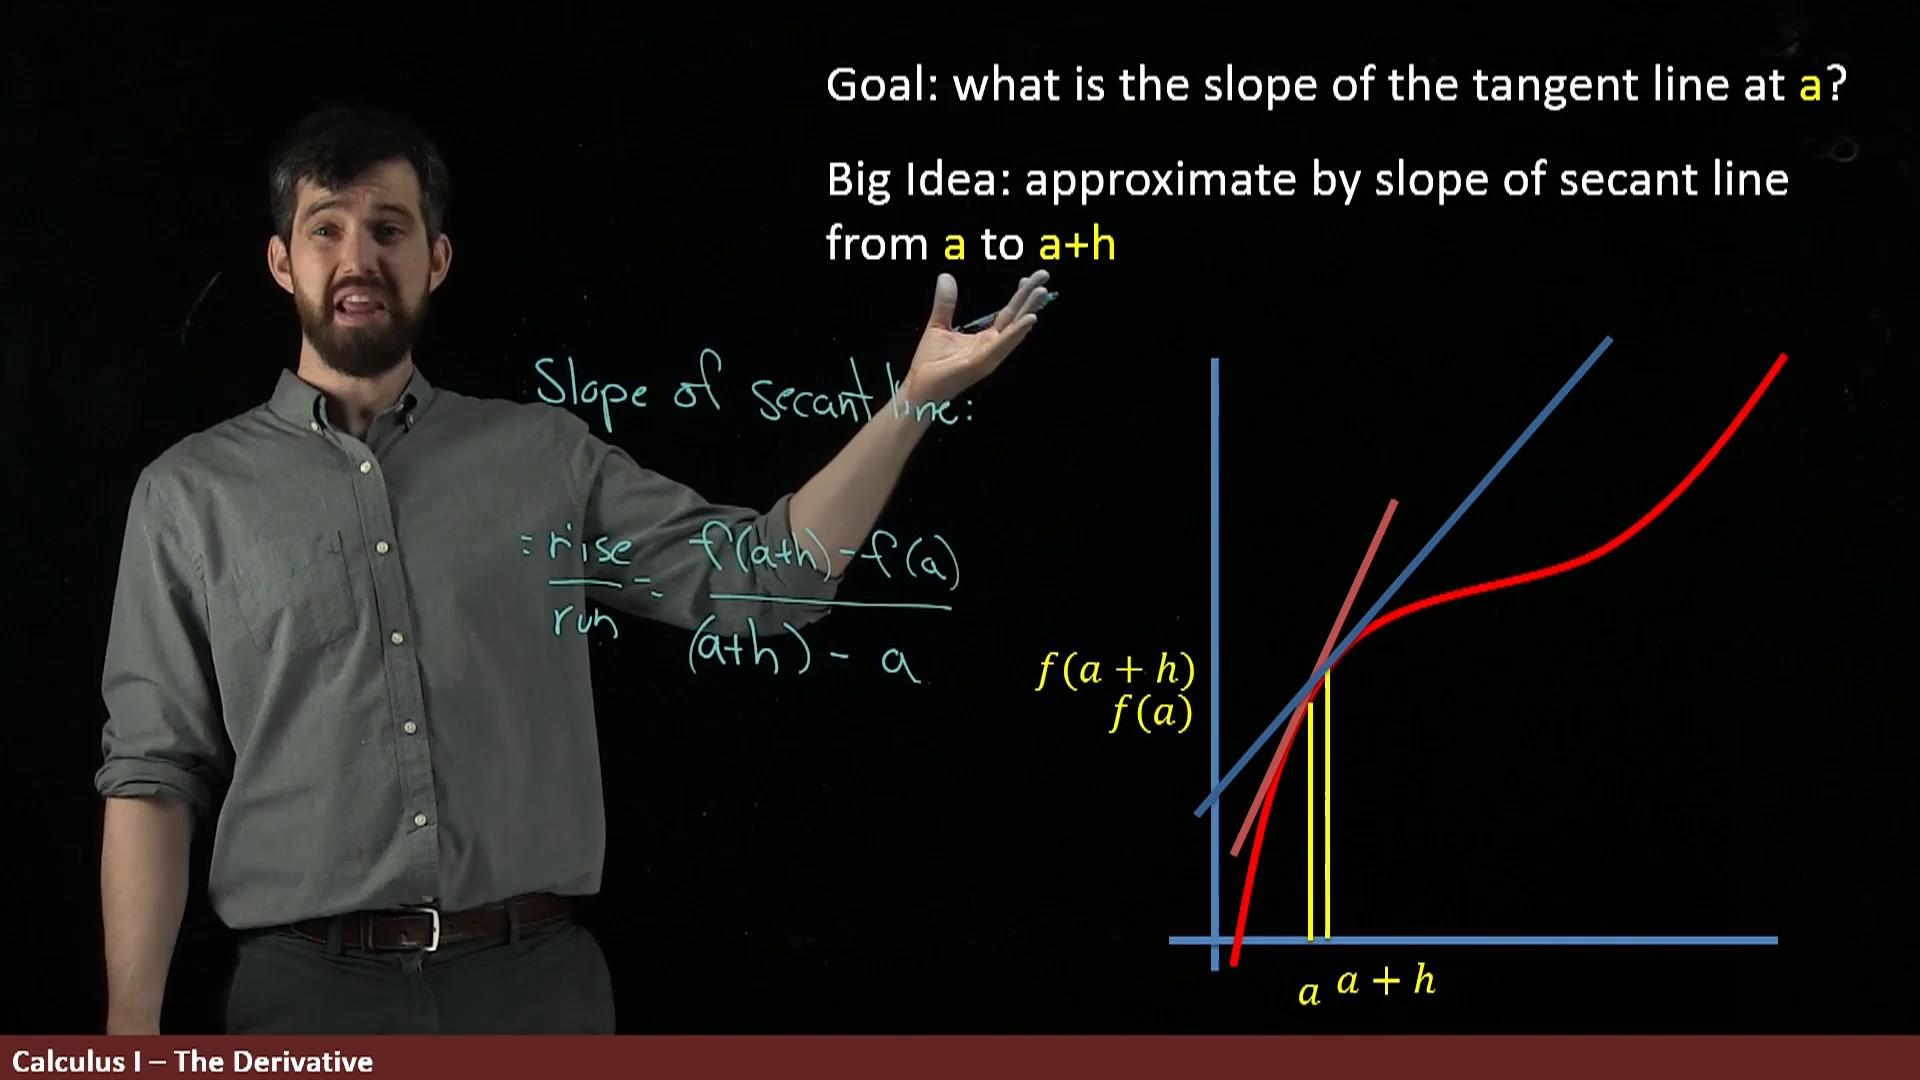 Goal: what is the slope of the tangent line at a?
Big Idea: approximate by slope of secant line
from a to a+h
Slope of secant line:
= rise = f(a+h) - f(a)
run (a+h) - a
f(a + h)
f(a)
a a + h
Calculus I – The Derivative